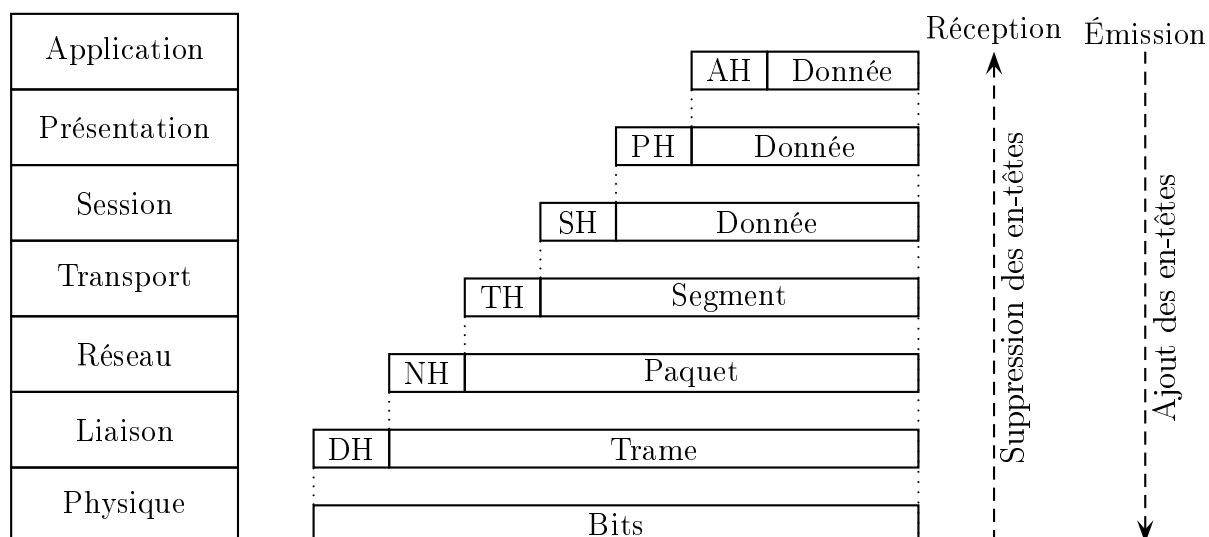 Réception
Émission
Application
AH
Donnée
Présentation
PH
Donnée
Session
SH
Donnée
Transport
TH
Segment
Réseau
NH
Paquet
Liaison
DH
Trame
Physique
Bits
Suppression des en-têtes
Ajout des en-têtes